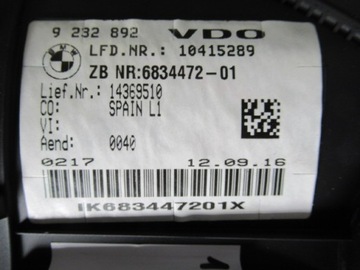 9 232 892 VDO
LFD.NR.: 10415289
ZB NR:6834472-01
Lief.Nr.: 14369510
CO: SPAIN L1
VI:
Aend: 0040
0217 12.09.16
IK683447201X